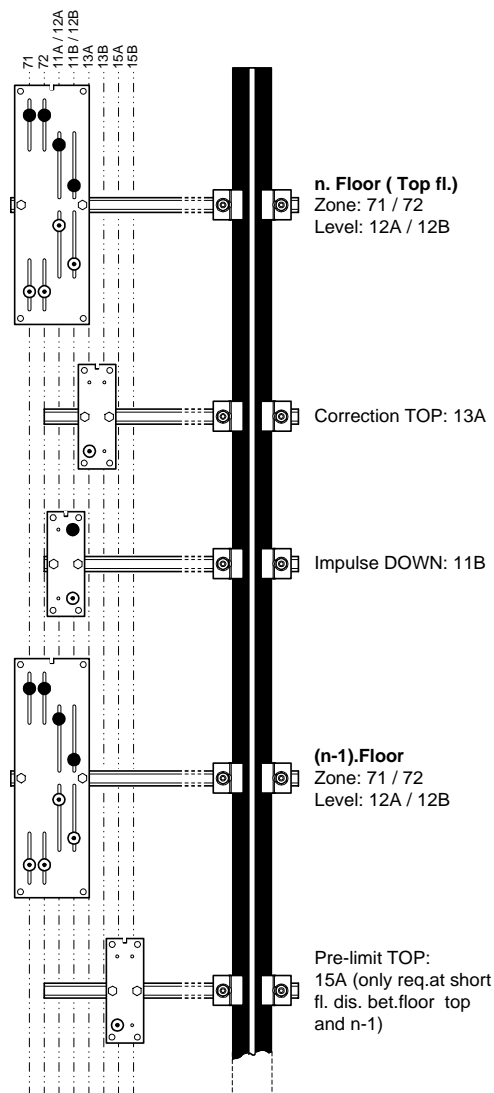 71
72
11A / 12A
11B / 12B
13A
13B
15A
15B
n. Floor ( Top fl.)
Zone: 71 / 72
Level: 12A / 12B
Correction TOP: 13A
Impulse DOWN: 11B
(n-1).Floor
Zone: 71 / 72
Level: 12A / 12B
Pre-limit TOP:
15A (only req.at short
fl. dis. bet.floor top
and n-1)